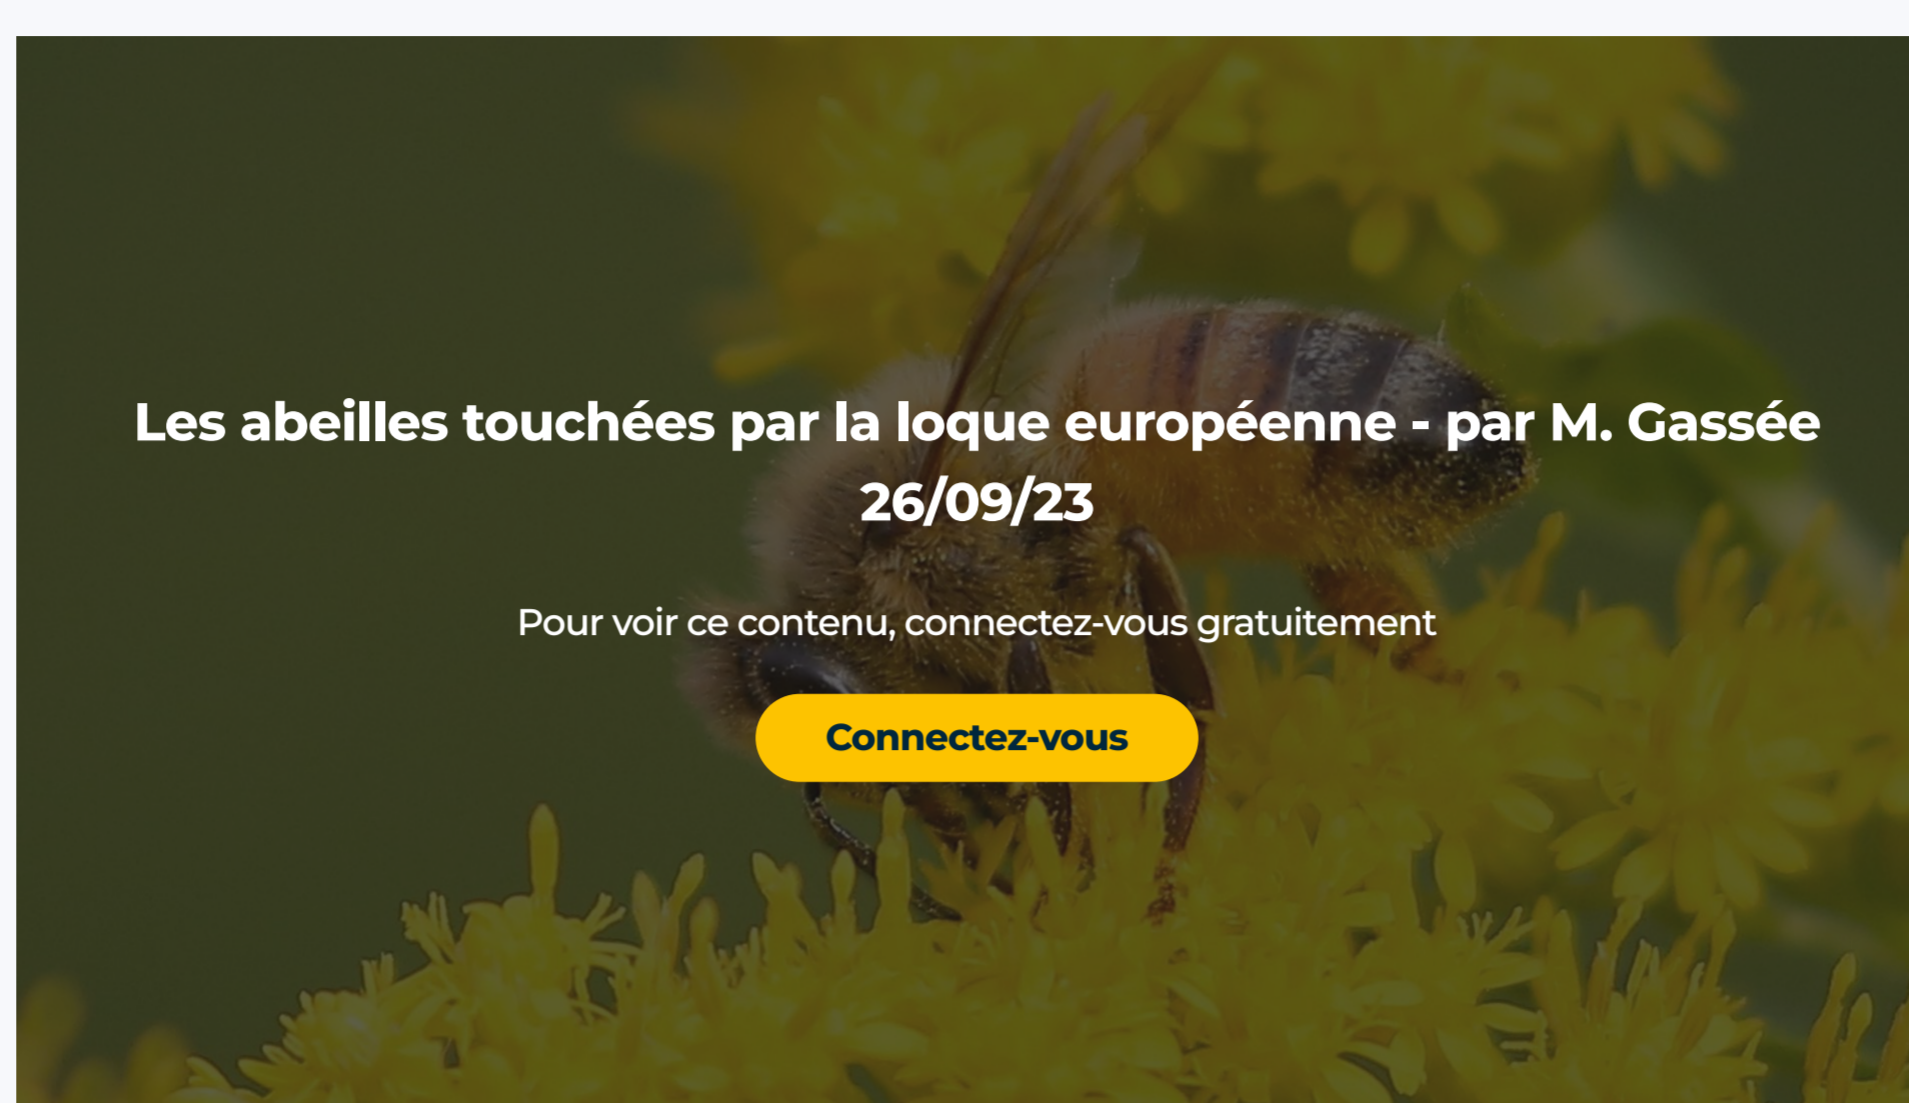 Les abeilles touchées par la loque européenne - par M. Gassée
26/09/23
Pour voir ce contenu, connectez-vous gratuitement
Connectez-vous